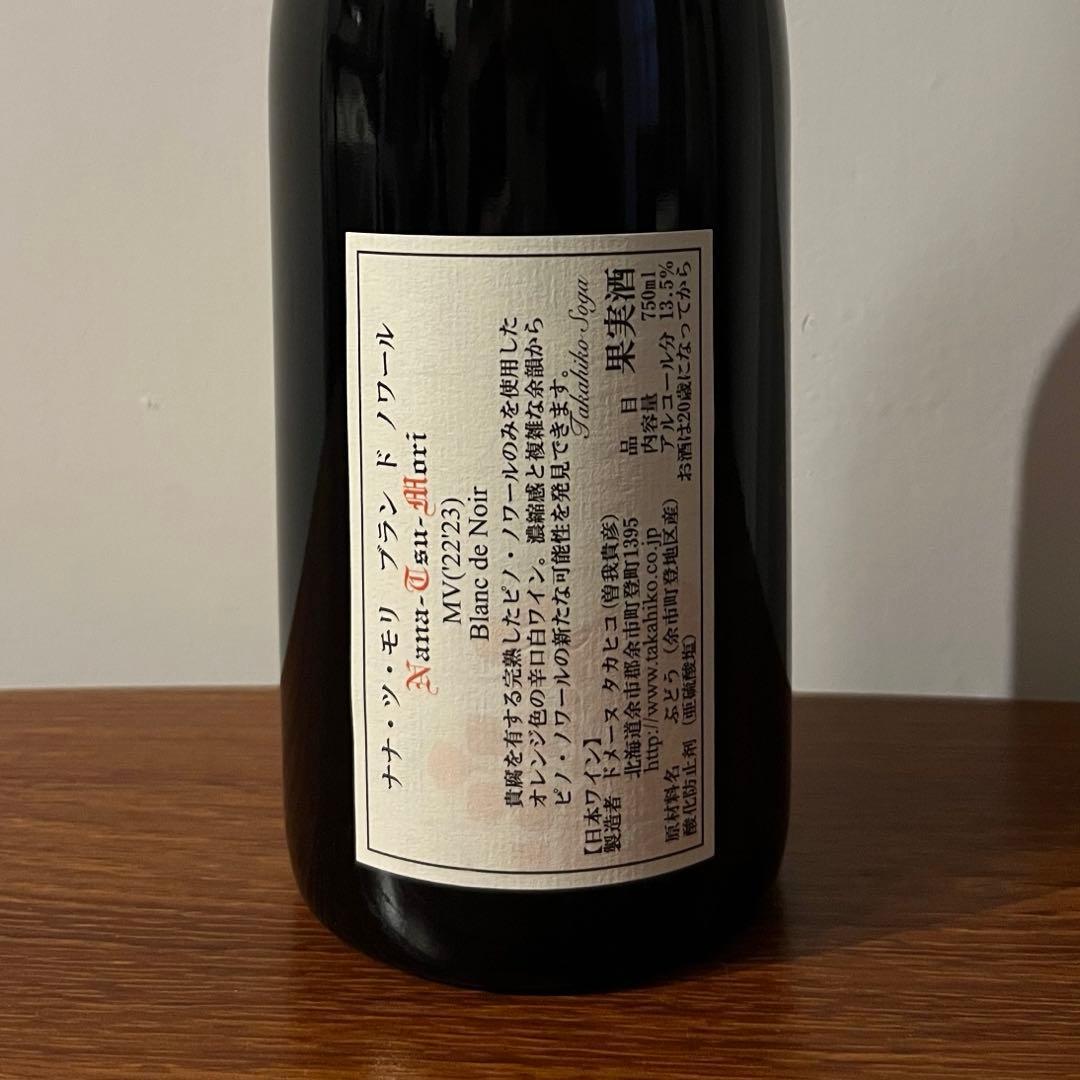 ナナ・ツ・モリ ブラン ド ノワール
Nana-Tsu-Mori
MV('22'23)
Blanc de Noir
貴腐を有する完熟したピノ・ノワールのみを使用した
オレンジ色の辛口白ワイン。濃縮感と複雑な余韻から
ピノ・ノワールの新たな可能性を発見できます。
Takahiko Soga
【日本ワイン】
製造者 ドメーヌ タカヒコ(曽我貴彦)
北海道余市郡余市町登町1395
http://www.takahiko.co.jp
原材料名 ぶどう(余市町登地区産)
酸化防止剤(亜硫酸塩)
品目 果実酒
内容量 750ml
アルコール分 13.5%
お酒は20歳になってから